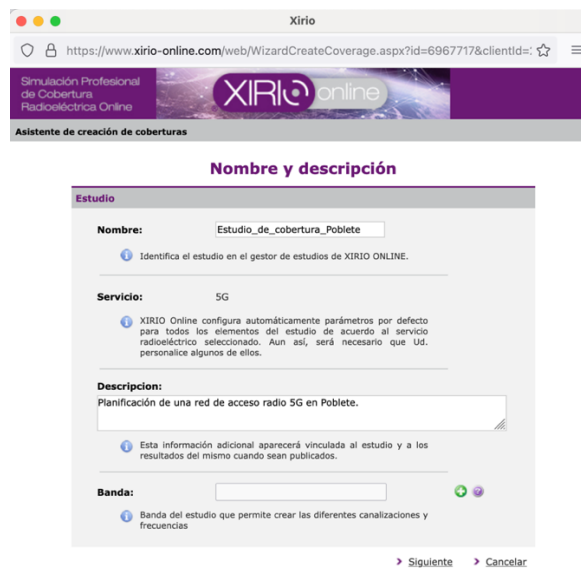 Xirio
https://www.xirio-online.com/web/WizardCreateCoverage.aspx?id=6967717&clientId=:
Simulación Profesional
de Cobertura
Radioeléctrica Online
XIRIO online
Asistente de creación de coberturas
Nombre y descripción
Estudio
Nombre: Estudio_de_cobertura_Poblete
Identifica el estudio en el gestor de estudios de XIRIO ONLINE.
Servicio: 5G
XIRIO Online configura automáticamente parámetros por defecto
para todos los elementos del estudio de acuerdo al servicio
radioeléctrico seleccionado. Aun así, será necesario que Ud.
personalice algunos de ellos.
Descripcion:
Planificación de una red de acceso radio 5G en Poblete.
Esta información adicional aparecerá vinculada al estudio y a los
resultados del mismo cuando sean publicados.
Banda:
Banda del estudio que permite crear las diferentes canalizaciones y
frecuencias
Siguiente Cancelar